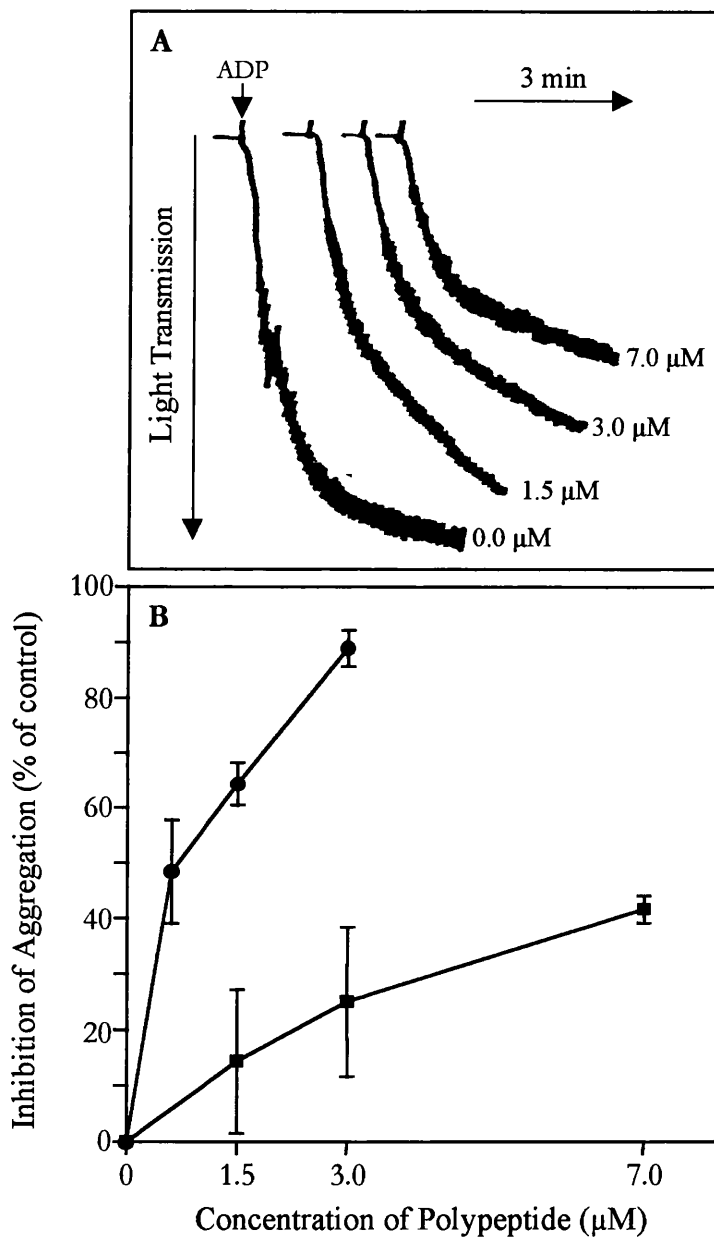 A
ADP
3 min
Light Transmission
7.0 µM
3.0 µM
1.5 µM
0.0 µM
B
100
80
60
40
20
0
Inhibition of Aggregation (% of control)
0 1.5 3.0 7.0
Concentration of Polypeptide (µM)